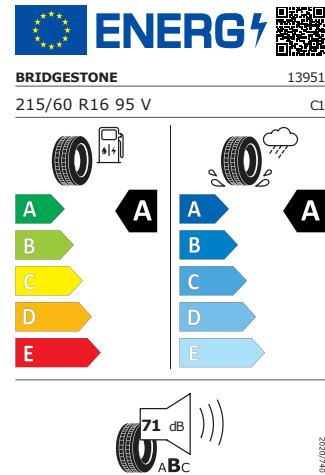 ENERG
BRIDGESTONE 13951
215/60 R16 95 V C1
A A A A
B B
C C
D D
E E
71 dB
ABC
2020/740